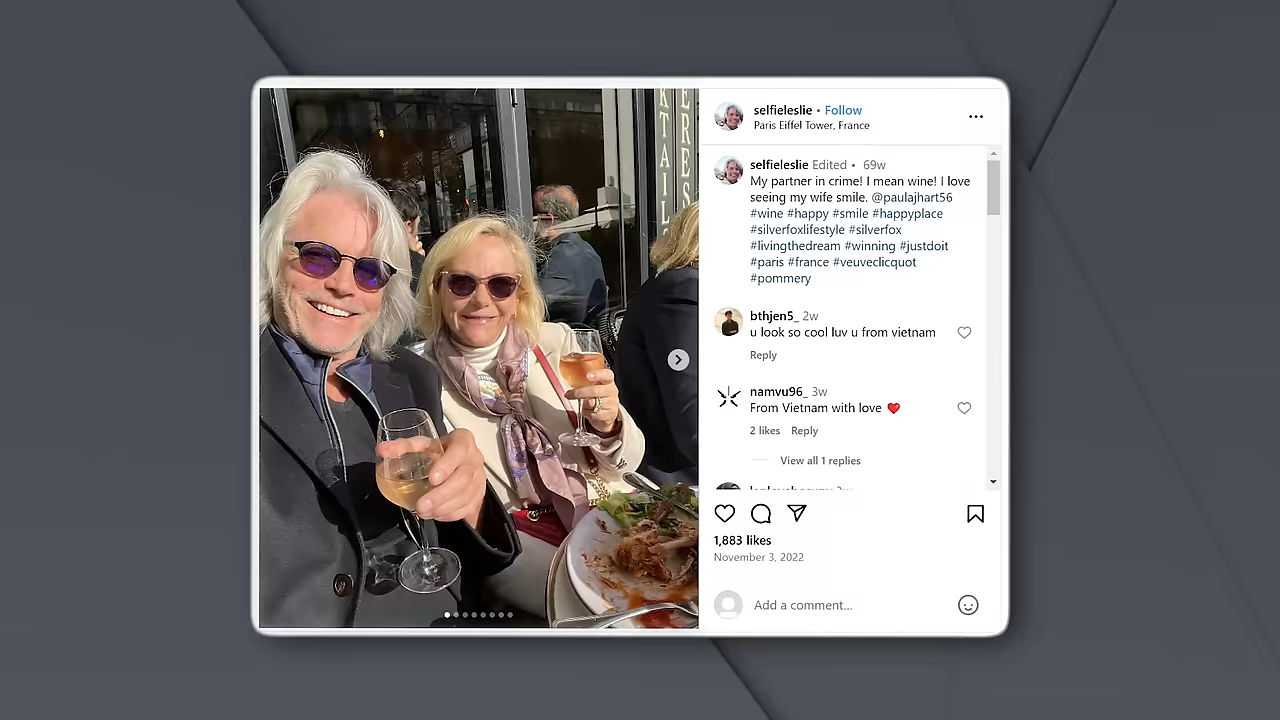 KTAILS
ERES
selfieleslie • Follow
Paris Eiffel Tower, France
selfieleslie Edited • 69w
My partner in crime! I mean wine! I love
seeing my wife smile. @paulajhart56
#wine #happy #smile #happyplace
#silverfoxlifestyle #silverfox
#livingthedream #winning #justdoit
#paris #france #veuveclicquot
#pommery
bthjen5_ 2w
u look so cool luv u from vietnam
Reply
namvu96_ 3w
From Vietnam with love ❤️
2 likes Reply
View all 1 replies
1,883 likes
November 3, 2022
Add a comment...